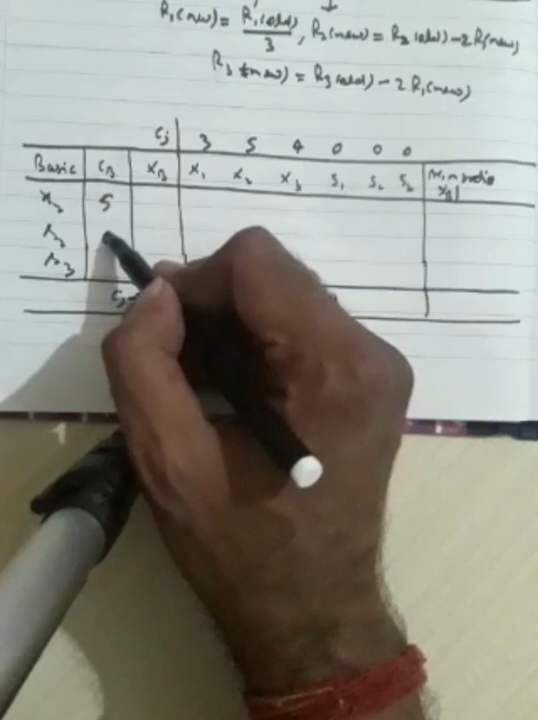 R₁(new) = R₁(old)/3, R₂(new) = R₂(old) - 2R₁(new)
R₃(new) = R₃(old) - 2R₁(new)
Cj 3 5 4 0 0 0
Basic CB XB X₁ X₂ X₃ S₁ S₂ S₃ Min ratio
X₂ 5